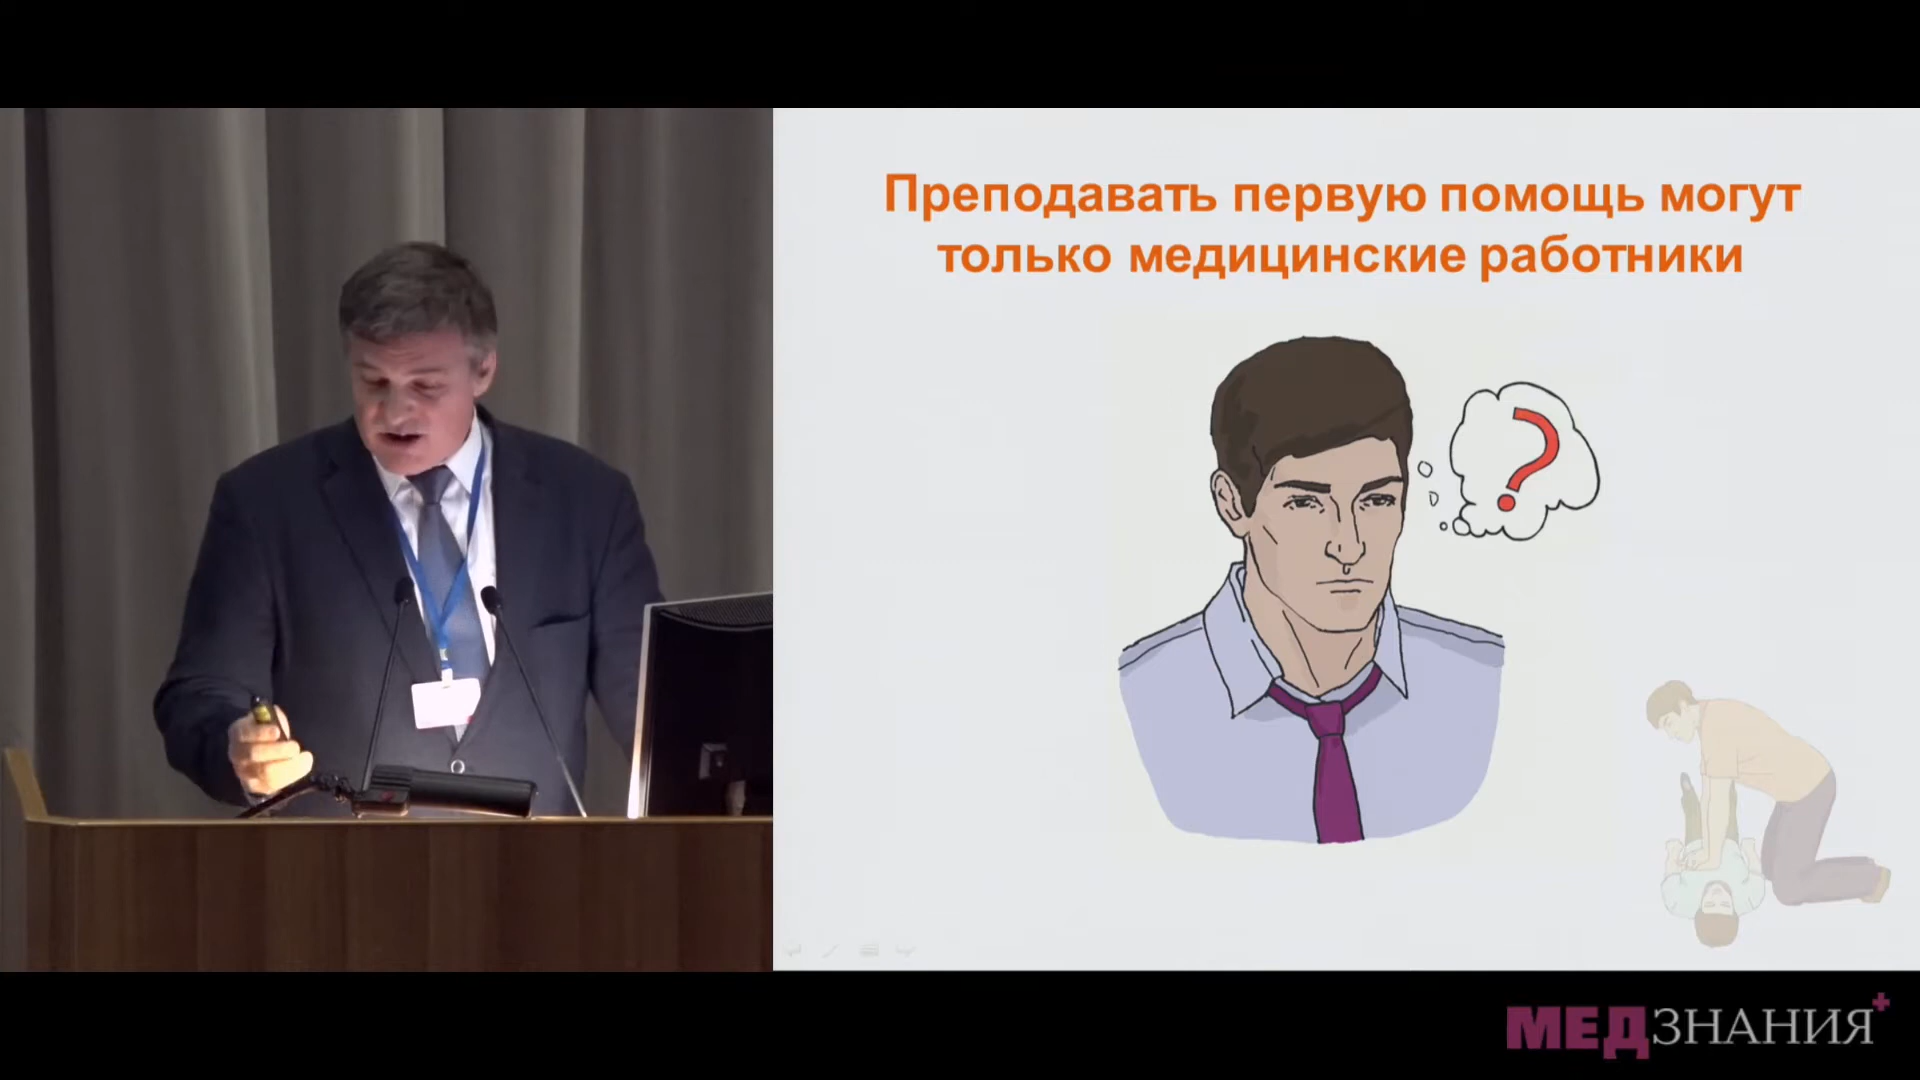 Преподавать первую помощь могут
только медицинские работники
?
МЕДЗНАНИЯ+